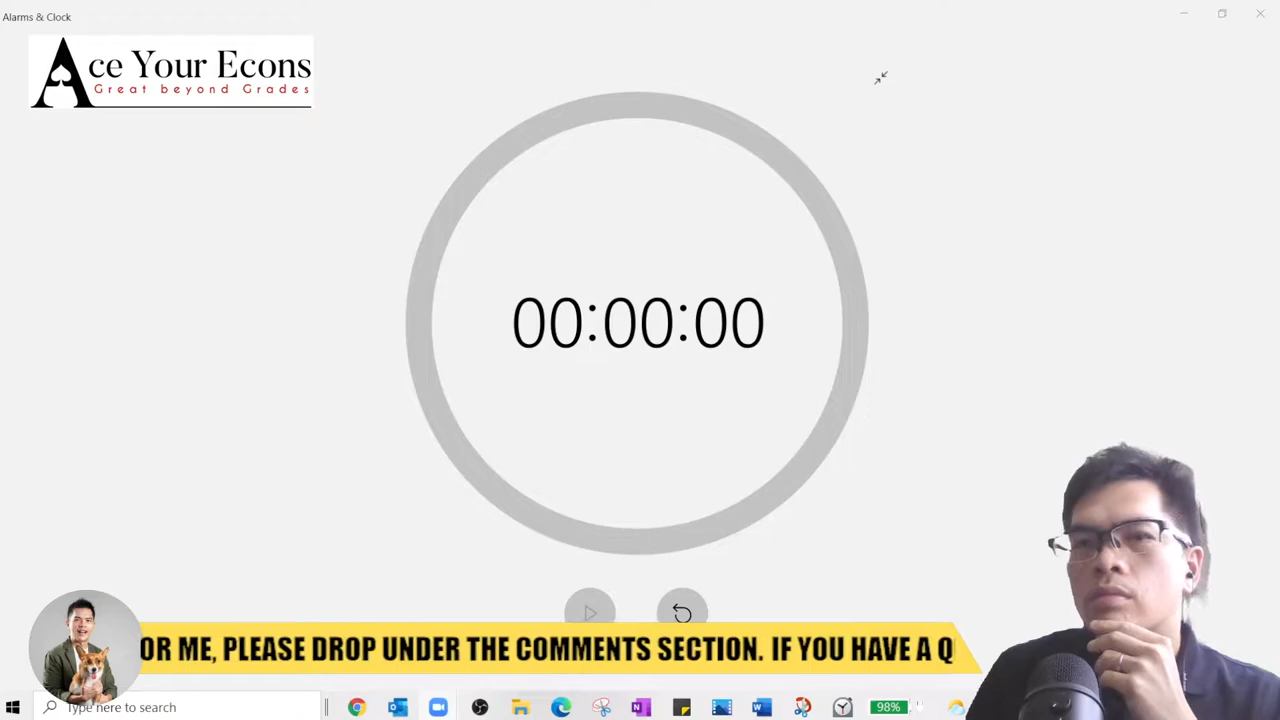 Alarms & Clock
Ace Your Econs
Great beyond Grades
00:00:00
OR ME, PLEASE DROP UNDER THE COMMENTS SECTION. IF YOU HAVE A Q
Type here to search
98%